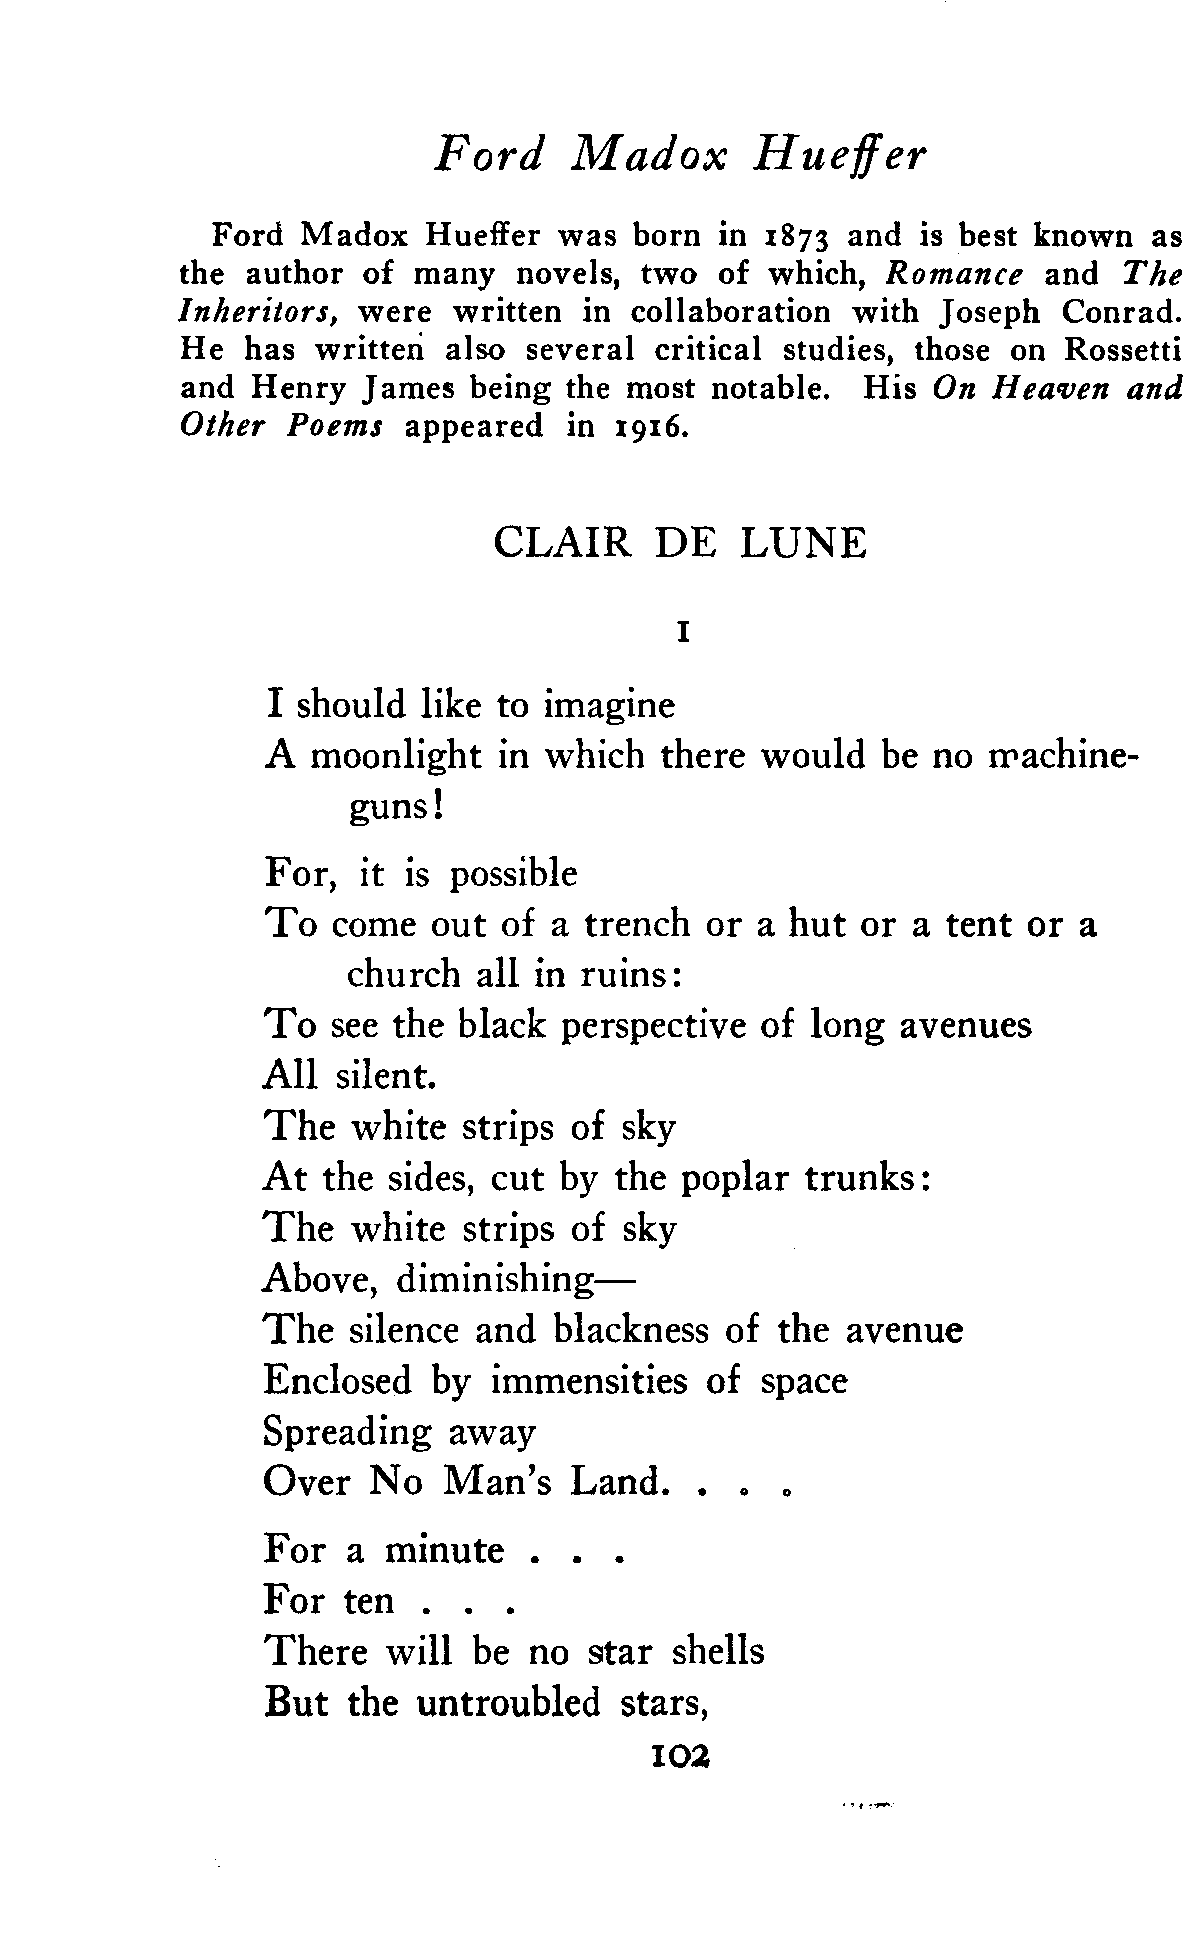 Ford Madox Hueffer
Ford Madox Hueffer was born in 1873 and is best known as
the author of many novels, two of which, Romance and The
Inheritors, were written in collaboration with Joseph Conrad.
He has written also several critical studies, those on Rossetti
and Henry James being the most notable. His On Heaven and
Other Poems appeared in 1916.
CLAIR DE LUNE
I
I should like to imagine
A moonlight in which there would be no machine-
guns!
For, it is possible
To come out of a trench or a hut or a tent or a
church all in ruins:
To see the black perspective of long avenues
All silent.
The white strips of sky
At the sides, cut by the poplar trunks:
The white strips of sky
Above, diminishing—
The silence and blackness of the avenue
Enclosed by immensities of space
Spreading away
Over No Man's Land. . . .
For a minute . . .
For ten . . .
There will be no star shells
But the untroubled stars,
102